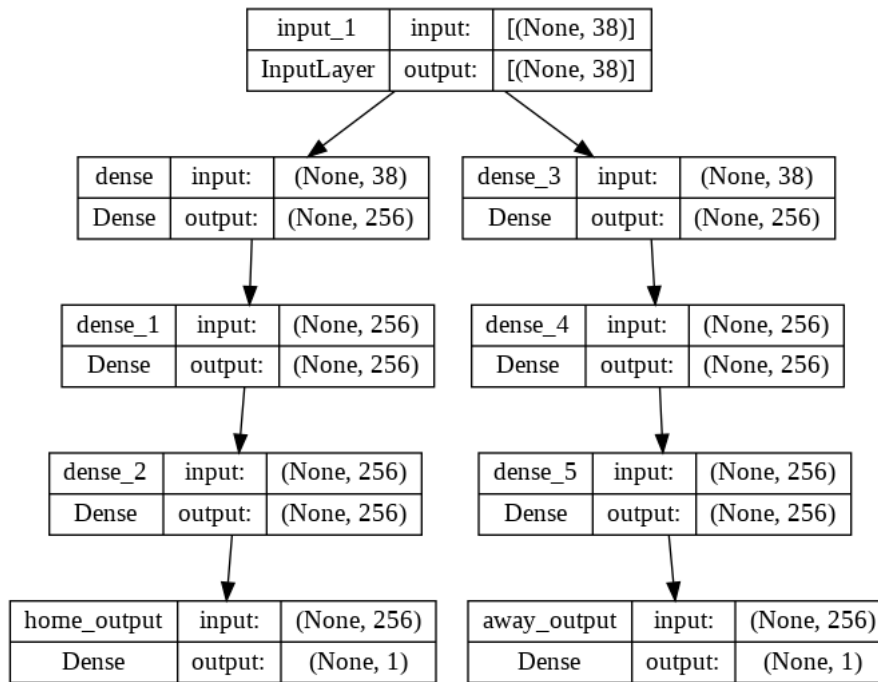 input_1 input: [(None, 38)]
InputLayer output: [(None, 38)]
dense input: (None, 38)
Dense output: (None, 256)
dense_3 input: (None, 38)
Dense output: (None, 256)
dense_1 input: (None, 256)
Dense output: (None, 256)
dense_4 input: (None, 256)
Dense output: (None, 256)
dense_2 input: (None, 256)
Dense output: (None, 256)
dense_5 input: (None, 256)
Dense output: (None, 256)
home_output input: (None, 256)
Dense output: (None, 1)
away_output input: (None, 256)
Dense output: (None, 1)